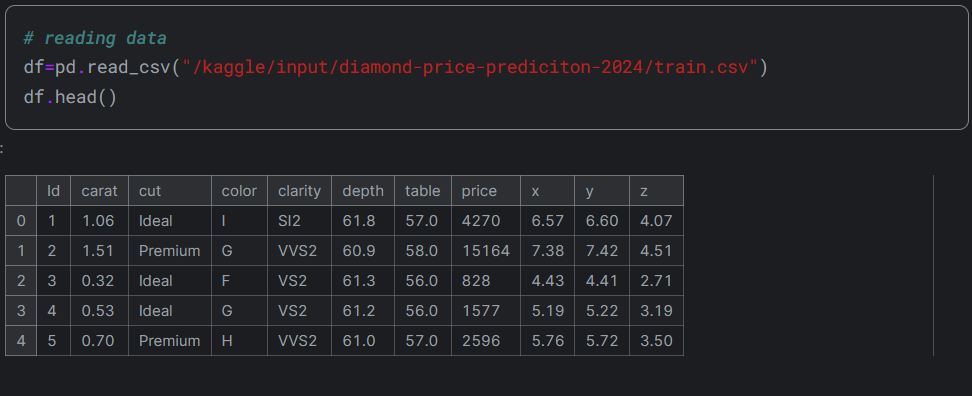 # reading data
df=pd.read_csv("/kaggle/input/diamond-price-prediciton-2024/train.csv")
df.head()
:
Id carat cut color clarity depth table price x y z
0 1 1.06 Ideal I SI2 61.8 57.0 4270 6.57 6.60 4.07
1 2 1.51 Premium G VVS2 60.9 58.0 15164 7.38 7.42 4.51
2 3 0.32 Ideal F VS2 61.3 56.0 828 4.43 4.41 2.71
3 4 0.53 Ideal G VS2 61.2 56.0 1577 5.19 5.22 3.19
4 5 0.70 Premium H VVS2 61.0 57.0 2596 5.76 5.72 3.50